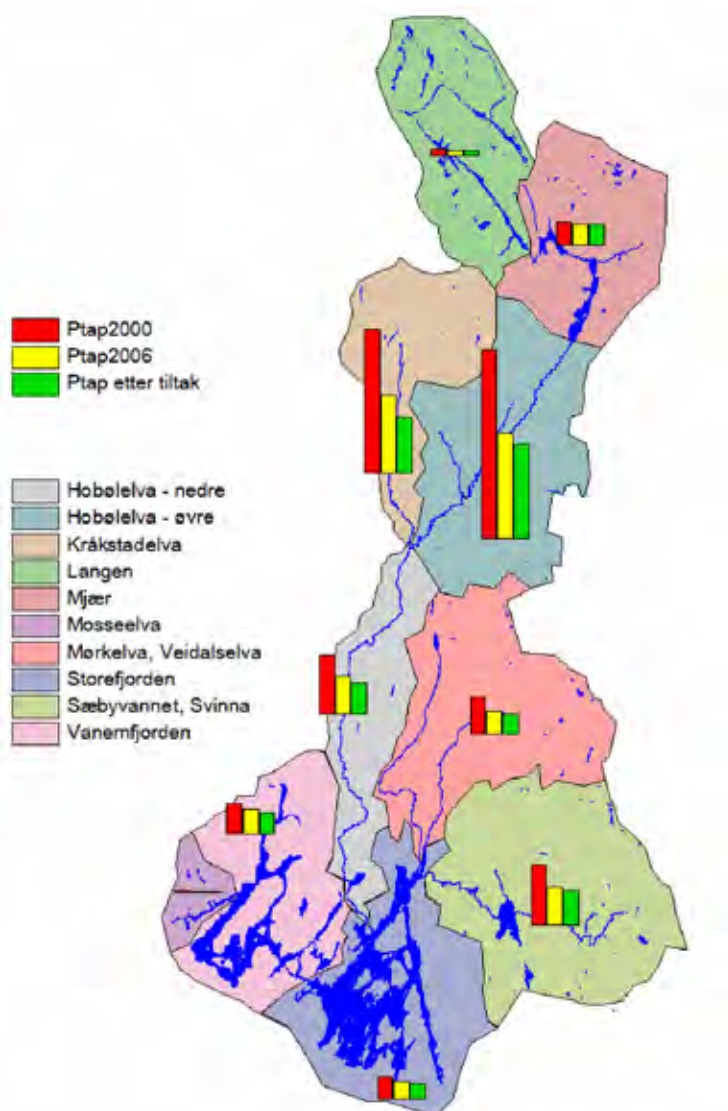 Ptap2000
Ptap2006
Ptap etter tiltak
Hobølelva - nedre
Hobølelva - øvre
Kråkstadelva
Langen
Mjær
Mosseelva
Mørkelva, Veidalselva
Storefjorden
Sæbyvannet, Svinna
Vanemfjorden